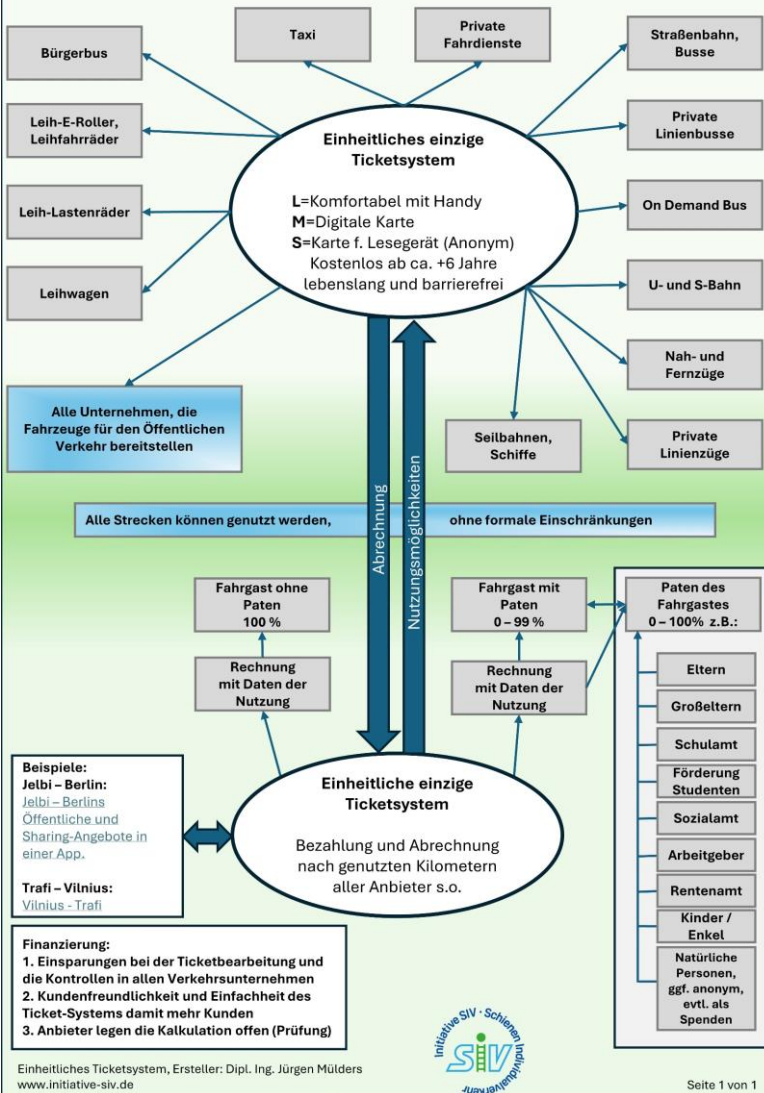 Bürgerbus
Taxi
Private
Fahrdienste
Straßenbahn,
Busse
Leih-E-Roller,
Leihfahrräder
Private
Linienbusse
Leih-Lastenräder
On Demand Bus
Leihwagen
U- und S-Bahn
Einheitliches einzige
Ticketsystem
L=Komfortabel mit Handy
M=Digitale Karte
S=Karte f. Lesegerät (Anonym)
Kostenlos ab ca. +6 Jahre
lebenslang und barrierefrei
Nah- und
Fernzüge
Alle Unternehmen, die
Fahrzeuge für den Öffentlichen
Verkehr bereitstellen
Seilbahnen,
Schiffe
Private
Linienzüge
Abrechnung
Nutzungsmöglichkeiten
Alle Strecken können genutzt werden, ohne formale Einschränkungen
Fahrgast ohne
Paten
100 %
Fahrgast mit
Paten
0 – 99 %
Paten des
Fahrgastes
0 – 100% z.B.:
Rechnung
mit Daten der
Nutzung
Rechnung
mit Daten der
Nutzung
Eltern
Großeltern
Schulamt
Förderung
Studenten
Sozialamt
Arbeitgeber
Rentenamt
Kinder /
Enkel
Natürliche
Personen,
ggf. anonym,
evtl. als
Spenden
Beispiele:
Jelbi – Berlin:
Jelbi – Berlins
Öffentliche und
Sharing-Angebote in
einer App.
Trafi – Vilnius:
Vilnius - Trafi
Einheitliche einzige
Ticketsystem
Bezahlung und Abrechnung
nach genutzten Kilometern
aller Anbieter s.o.
Finanzierung:
1. Einsparungen bei der Ticketbearbeitung und
die Kontrollen in allen Verkehrsunternehmen
2. Kundenfreundlichkeit und Einfachheit des
Ticket-Systems damit mehr Kunden
3. Anbieter legen die Kalkulation offen (Prüfung)
Initiative SIV · Schienen Individualverkehr
SIV
Einheitliches Ticketsystem, Ersteller: Dipl. Ing. Jürgen Mülders
www.initiative-siv.de
Seite 1 von 1